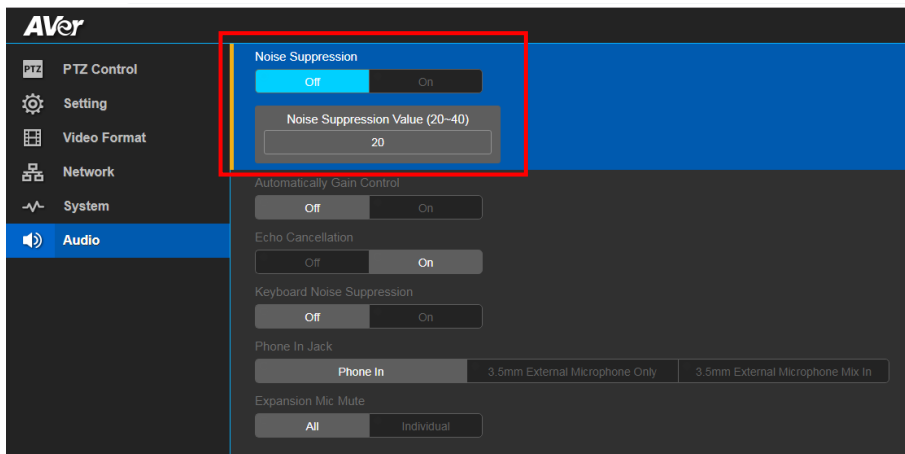 AVer
PTZ PTZ Control
Setting
Video Format
Network
System
Audio
Noise Suppression
Off On
Noise Suppression Value (20~40)
20
Automatically Gain Control
Off On
Echo Cancellation
Off On
Keyboard Noise Suppression
Off On
Phone In Jack
Phone In 3.5mm External Microphone Only 3.5mm External Microphone Mix In
Expansion Mic Mute
All Individual